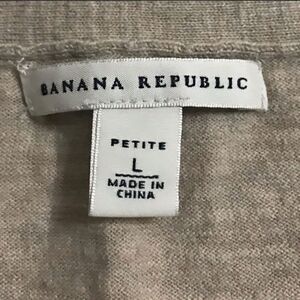 BANANA REPUBLIC
PETITE
L
MADE IN
CHINA